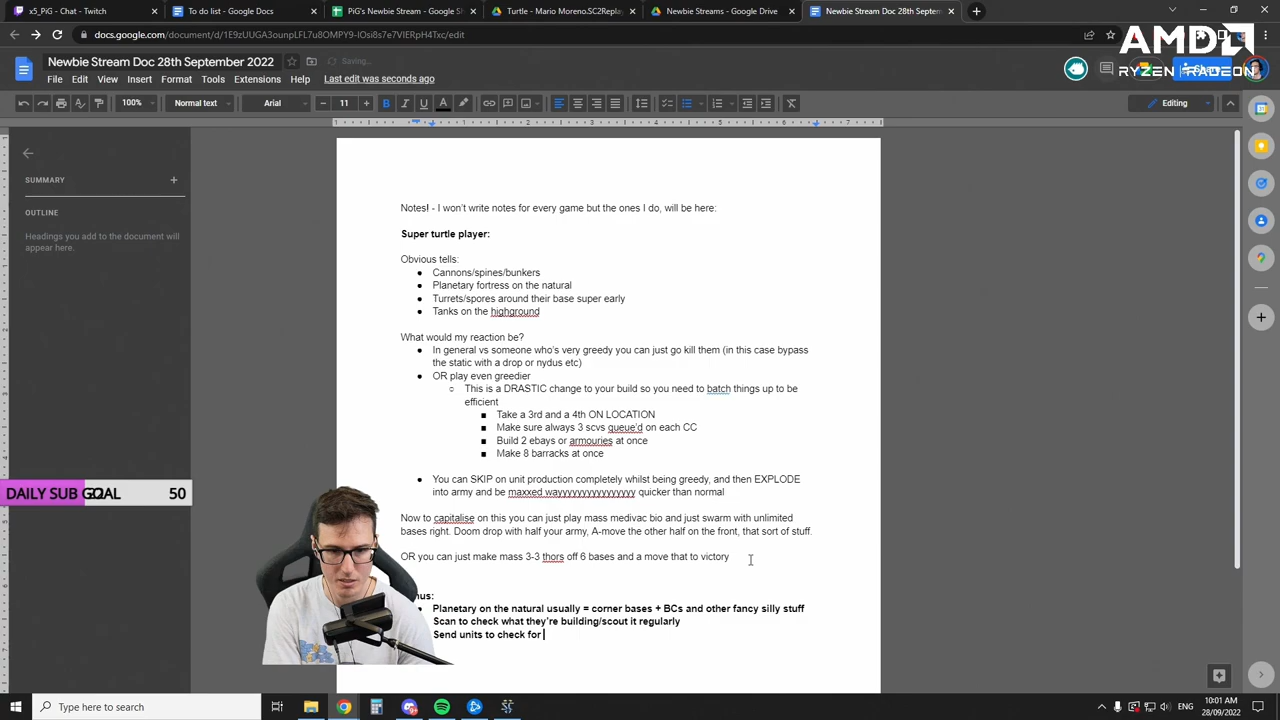 x5_PiG - Chat - Twitch
To do list - Google Docs
PiG's Newbie Stream - Google Sh
Turtle - Mario Moreno.SC2Replay
Newbie Streams - Google Drive
Newbie Stream Doc 28th Septem
docs.google.com/document/d/1E9zUUGA3ounpLFL7u8OMPY9-lOsi8s7e7VIERpH4Txc/edit
AMD
RYZEN RADEON
Newbie Stream Doc 28th September 2022
Saving...
File Edit View Insert Format Tools Extensions Help Last edit was seconds ago
100% Normal text Arial 11
Editing
SUMMARY
OUTLINE
Headings you add to the document will
appear here.
Notes! - I won't write notes for every game but the ones I do, will be here:
Super turtle player:
Obvious tells:
● Cannons/spines/bunkers
● Planetary fortress on the natural
● Turrets/spores around their base super early
● Tanks on the highground
What would my reaction be?
● In general vs someone who's very greedy you can just go kill them (in this case bypass
the static with a drop or nydus etc)
● OR play even greedier
○ This is a DRASTIC change to your build so you need to batch things up to be
efficient
■ Take a 3rd and a 4th ON LOCATION
■ Make sure always 3 scvs queue'd on each CC
■ Build 2 ebays or armouries at once
■ Make 8 barracks at once
● You can SKIP on unit production completely whilst being greedy, and then EXPLODE
into army and be maxxed wayyyyyyyyyyyyyyyy quicker than normal
Now to capitalise on this you can just play mass medivac bio and just swarm with unlimited
bases right. Doom drop with half your army, A-move the other half on the front, that sort of stuff.
OR you can just make mass 3-3 thors off 6 bases and a move that to victory
nus:
● Planetary on the natural usually = corner bases + BCs and other fancy silly stuff
Scan to check what they're building/scout it regularly
Send units to check for
DAILY SUB GOAL 50
Type here to search
ENG
10:01 AM
28/09/2022